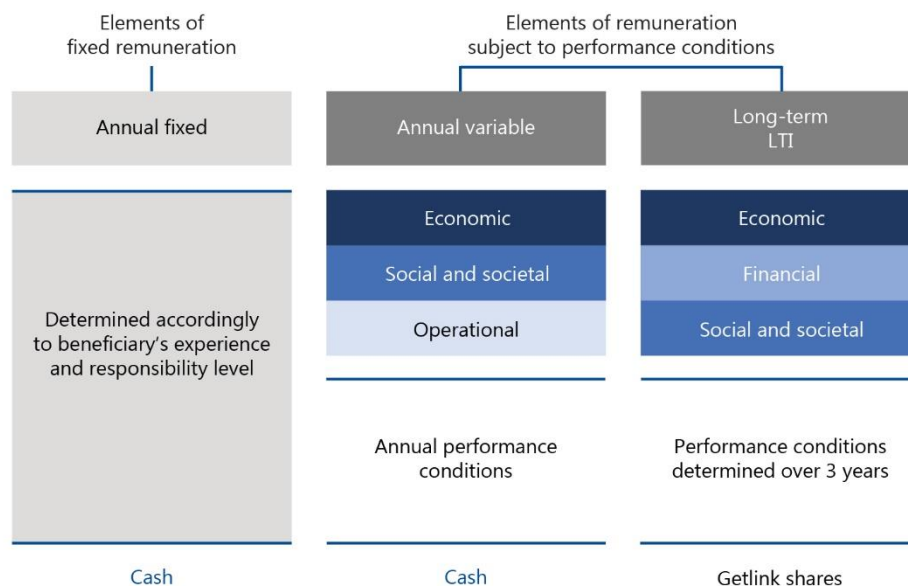 Elements of
fixed remuneration
Elements of remuneration
subject to performance conditions
Annual fixed
Annual variable
Long-term
LTI
Determined accordingly
to beneficiary's experience
and responsibility level
Economic
Social and societal
Operational
Annual performance
conditions
Economic
Financial
Social and societal
Performance conditions
determined over 3 years
Cash
Cash
Getlink shares